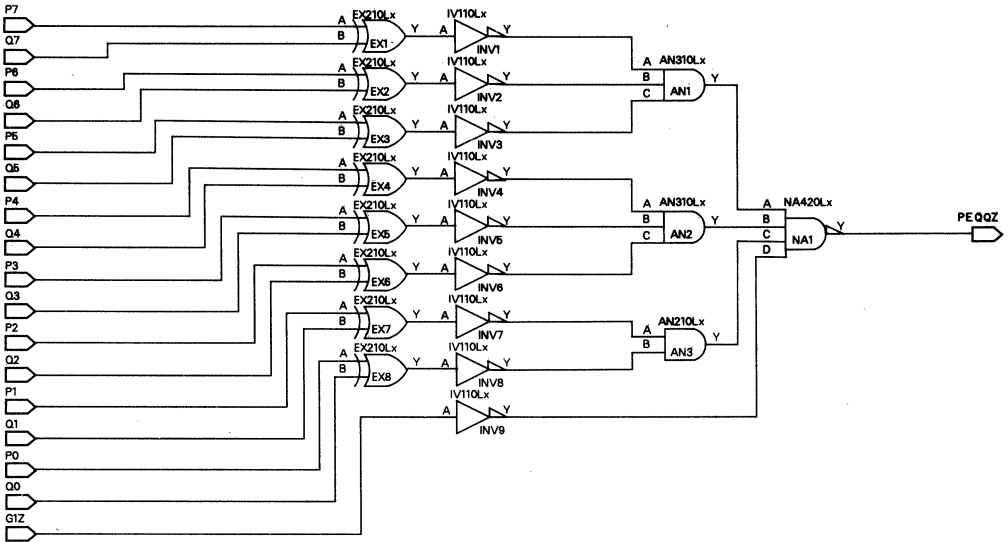 P7
Q7
P6
Q6
P5
Q5
P4
Q4
P3
Q3
P2
Q2
P1
Q1
P0
Q0
G1Z
EX210Lx
A
B
EX1
Y
EX210Lx
A
B
EX2
Y
EX210Lx
A
B
EX3
Y
EX210Lx
A
B
EX4
Y
EX210Lx
A
B
EX5
Y
EX210Lx
A
B
EX6
Y
EX210Lx
A
B
EX7
Y
EX210Lx
A
B
EX8
Y
IV110Lx
A
Y
INV1
IV110Lx
A
Y
INV2
IV110Lx
A
Y
INV3
IV110Lx
A
Y
INV4
IV110Lx
A
Y
INV5
IV110Lx
A
Y
INV6
IV110Lx
A
Y
INV7
IV110Lx
A
Y
INV8
IV110Lx
A
Y
INV9
AN310Lx
A
B
C
AN1
Y
AN310Lx
A
B
C
AN2
Y
AN210Lx
A
B
AN3
Y
NA420Lx
A
B
C
D
NA1
Y
PEQQZ